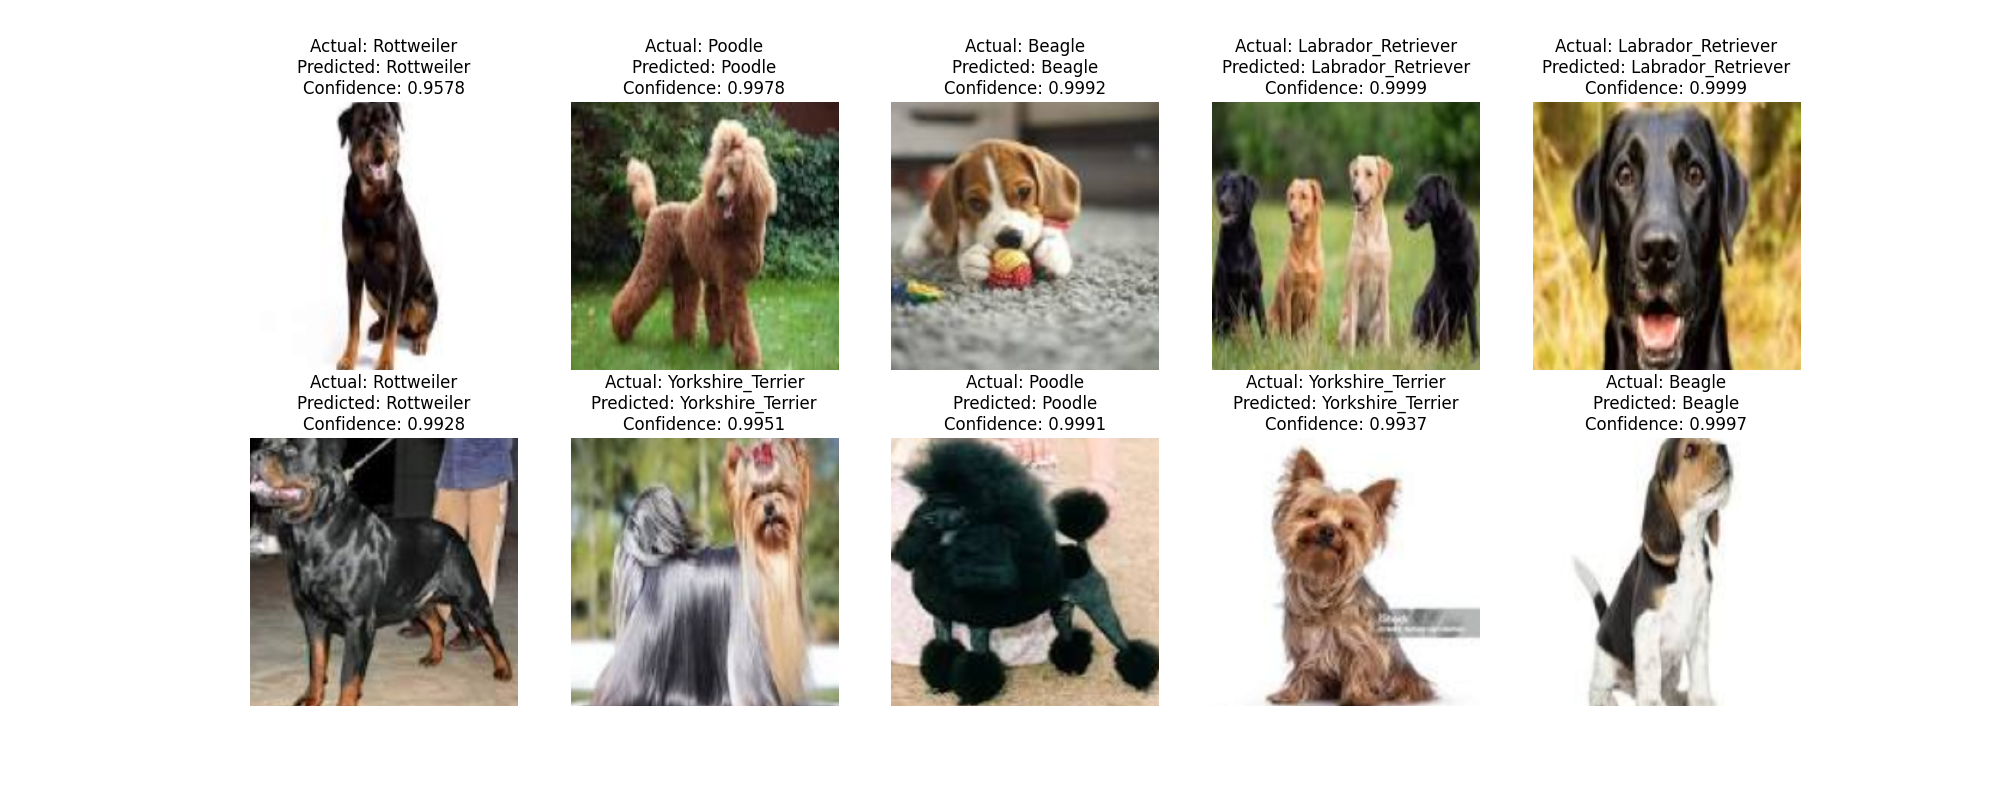 Actual: Rottweiler
Predicted: Rottweiler
Confidence: 0.9578
Actual: Poodle
Predicted: Poodle
Confidence: 0.9978
Actual: Beagle
Predicted: Beagle
Confidence: 0.9992
Actual: Labrador_Retriever
Predicted: Labrador_Retriever
Confidence: 0.9999
Actual: Labrador_Retriever
Predicted: Labrador_Retriever
Confidence: 0.9999
Actual: Rottweiler
Predicted: Rottweiler
Confidence: 0.9928
Actual: Yorkshire_Terrier
Predicted: Yorkshire_Terrier
Confidence: 0.9951
Actual: Poodle
Predicted: Poodle
Confidence: 0.9991
Actual: Yorkshire_Terrier
Predicted: Yorkshire_Terrier
Confidence: 0.9937
Actual: Beagle
Predicted: Beagle
Confidence: 0.9997
iStock